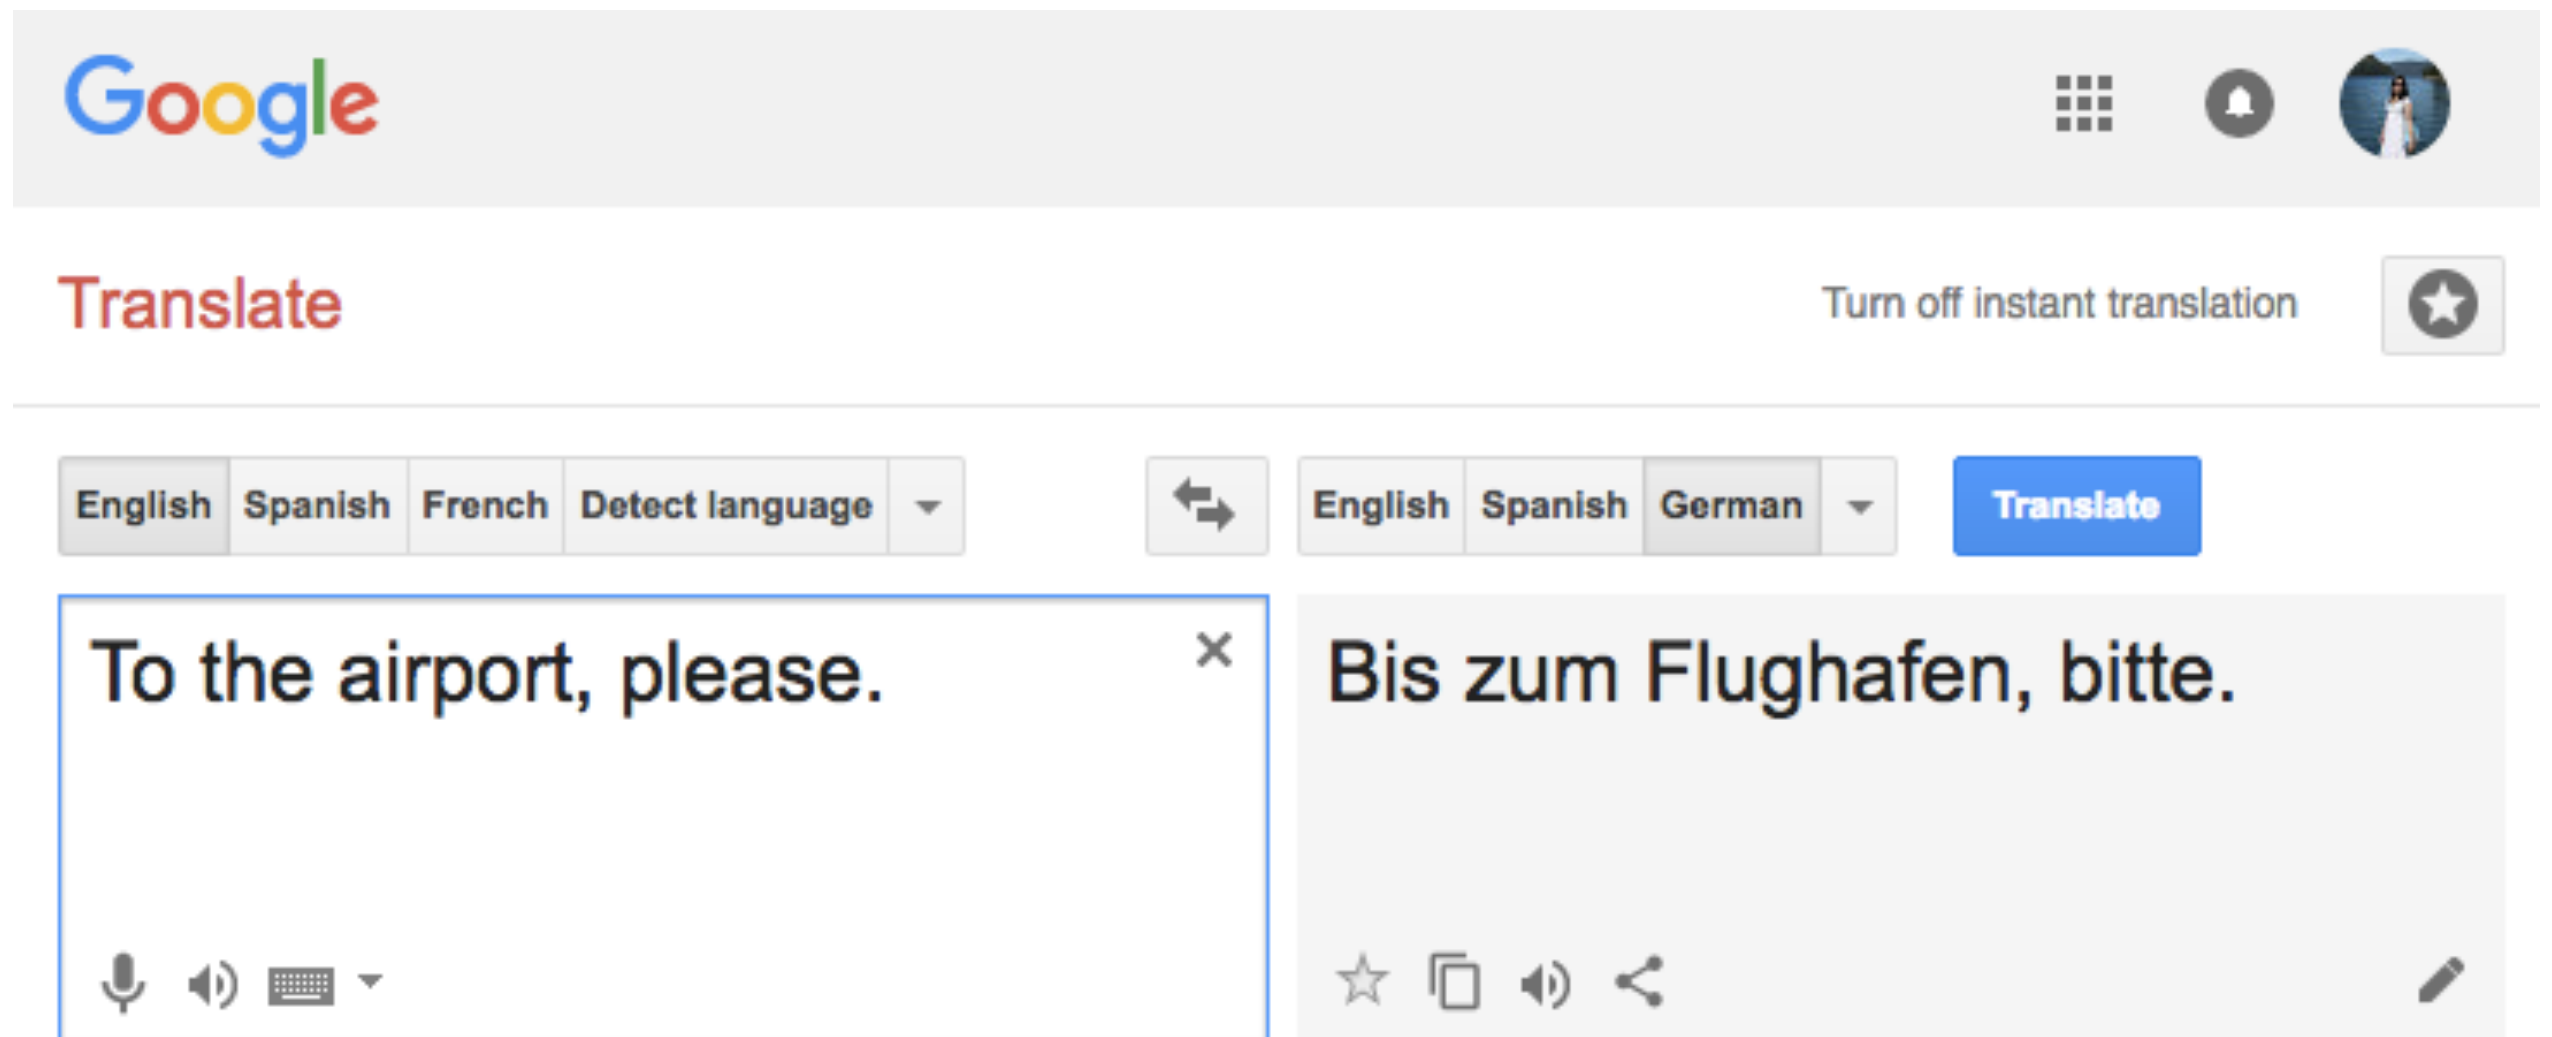 Google
Translate
Turn off instant translation
English Spanish French Detect language
English Spanish German
Translate
To the airport, please.
Bis zum Flughafen, bitte.